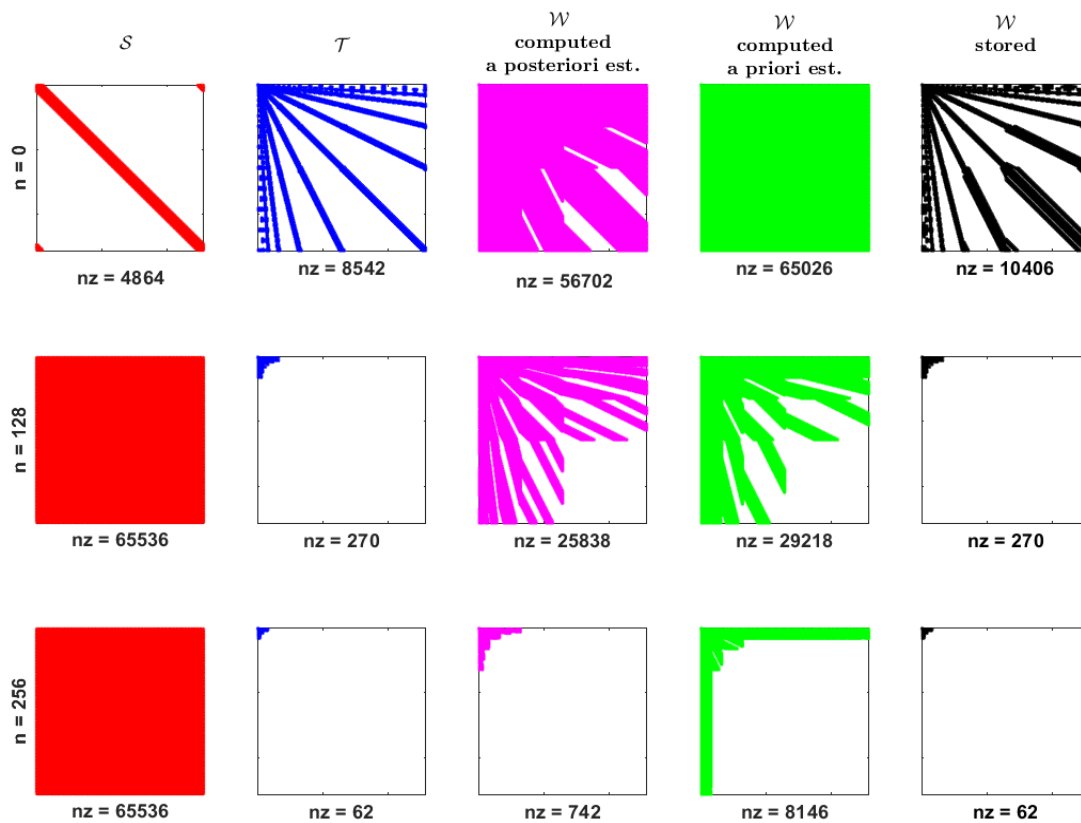 𝒮
𝒯
𝒲
computed
a posteriori est.
𝒲
computed
a priori est.
𝒲
stored
n = 0
nz = 4864
nz = 8542
nz = 56702
nz = 65026
nz = 10406
n = 128
nz = 65536
nz = 270
nz = 25838
nz = 29218
nz = 270
n = 256
nz = 65536
nz = 62
nz = 742
nz = 8146
nz = 62